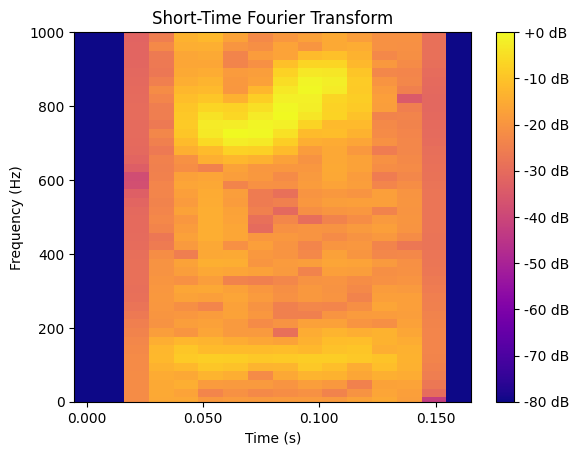 Short-Time Fourier Transform
1000
800
600
400
200
0
Frequency (Hz)
0.000
0.050
0.100
0.150
Time (s)
+0 dB
-10 dB
-20 dB
-30 dB
-40 dB
-50 dB
-60 dB
-70 dB
-80 dB